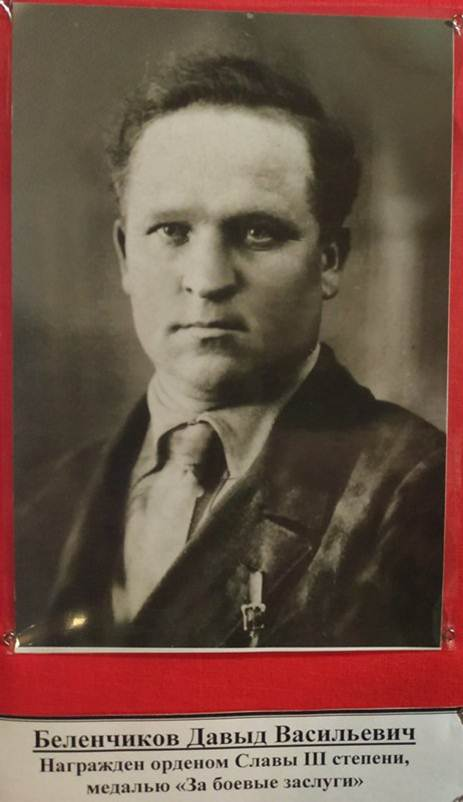 Беленчиков Давыд Васильевич
Награжден орденом Славы III степени,
медалью «За боевые заслуги»